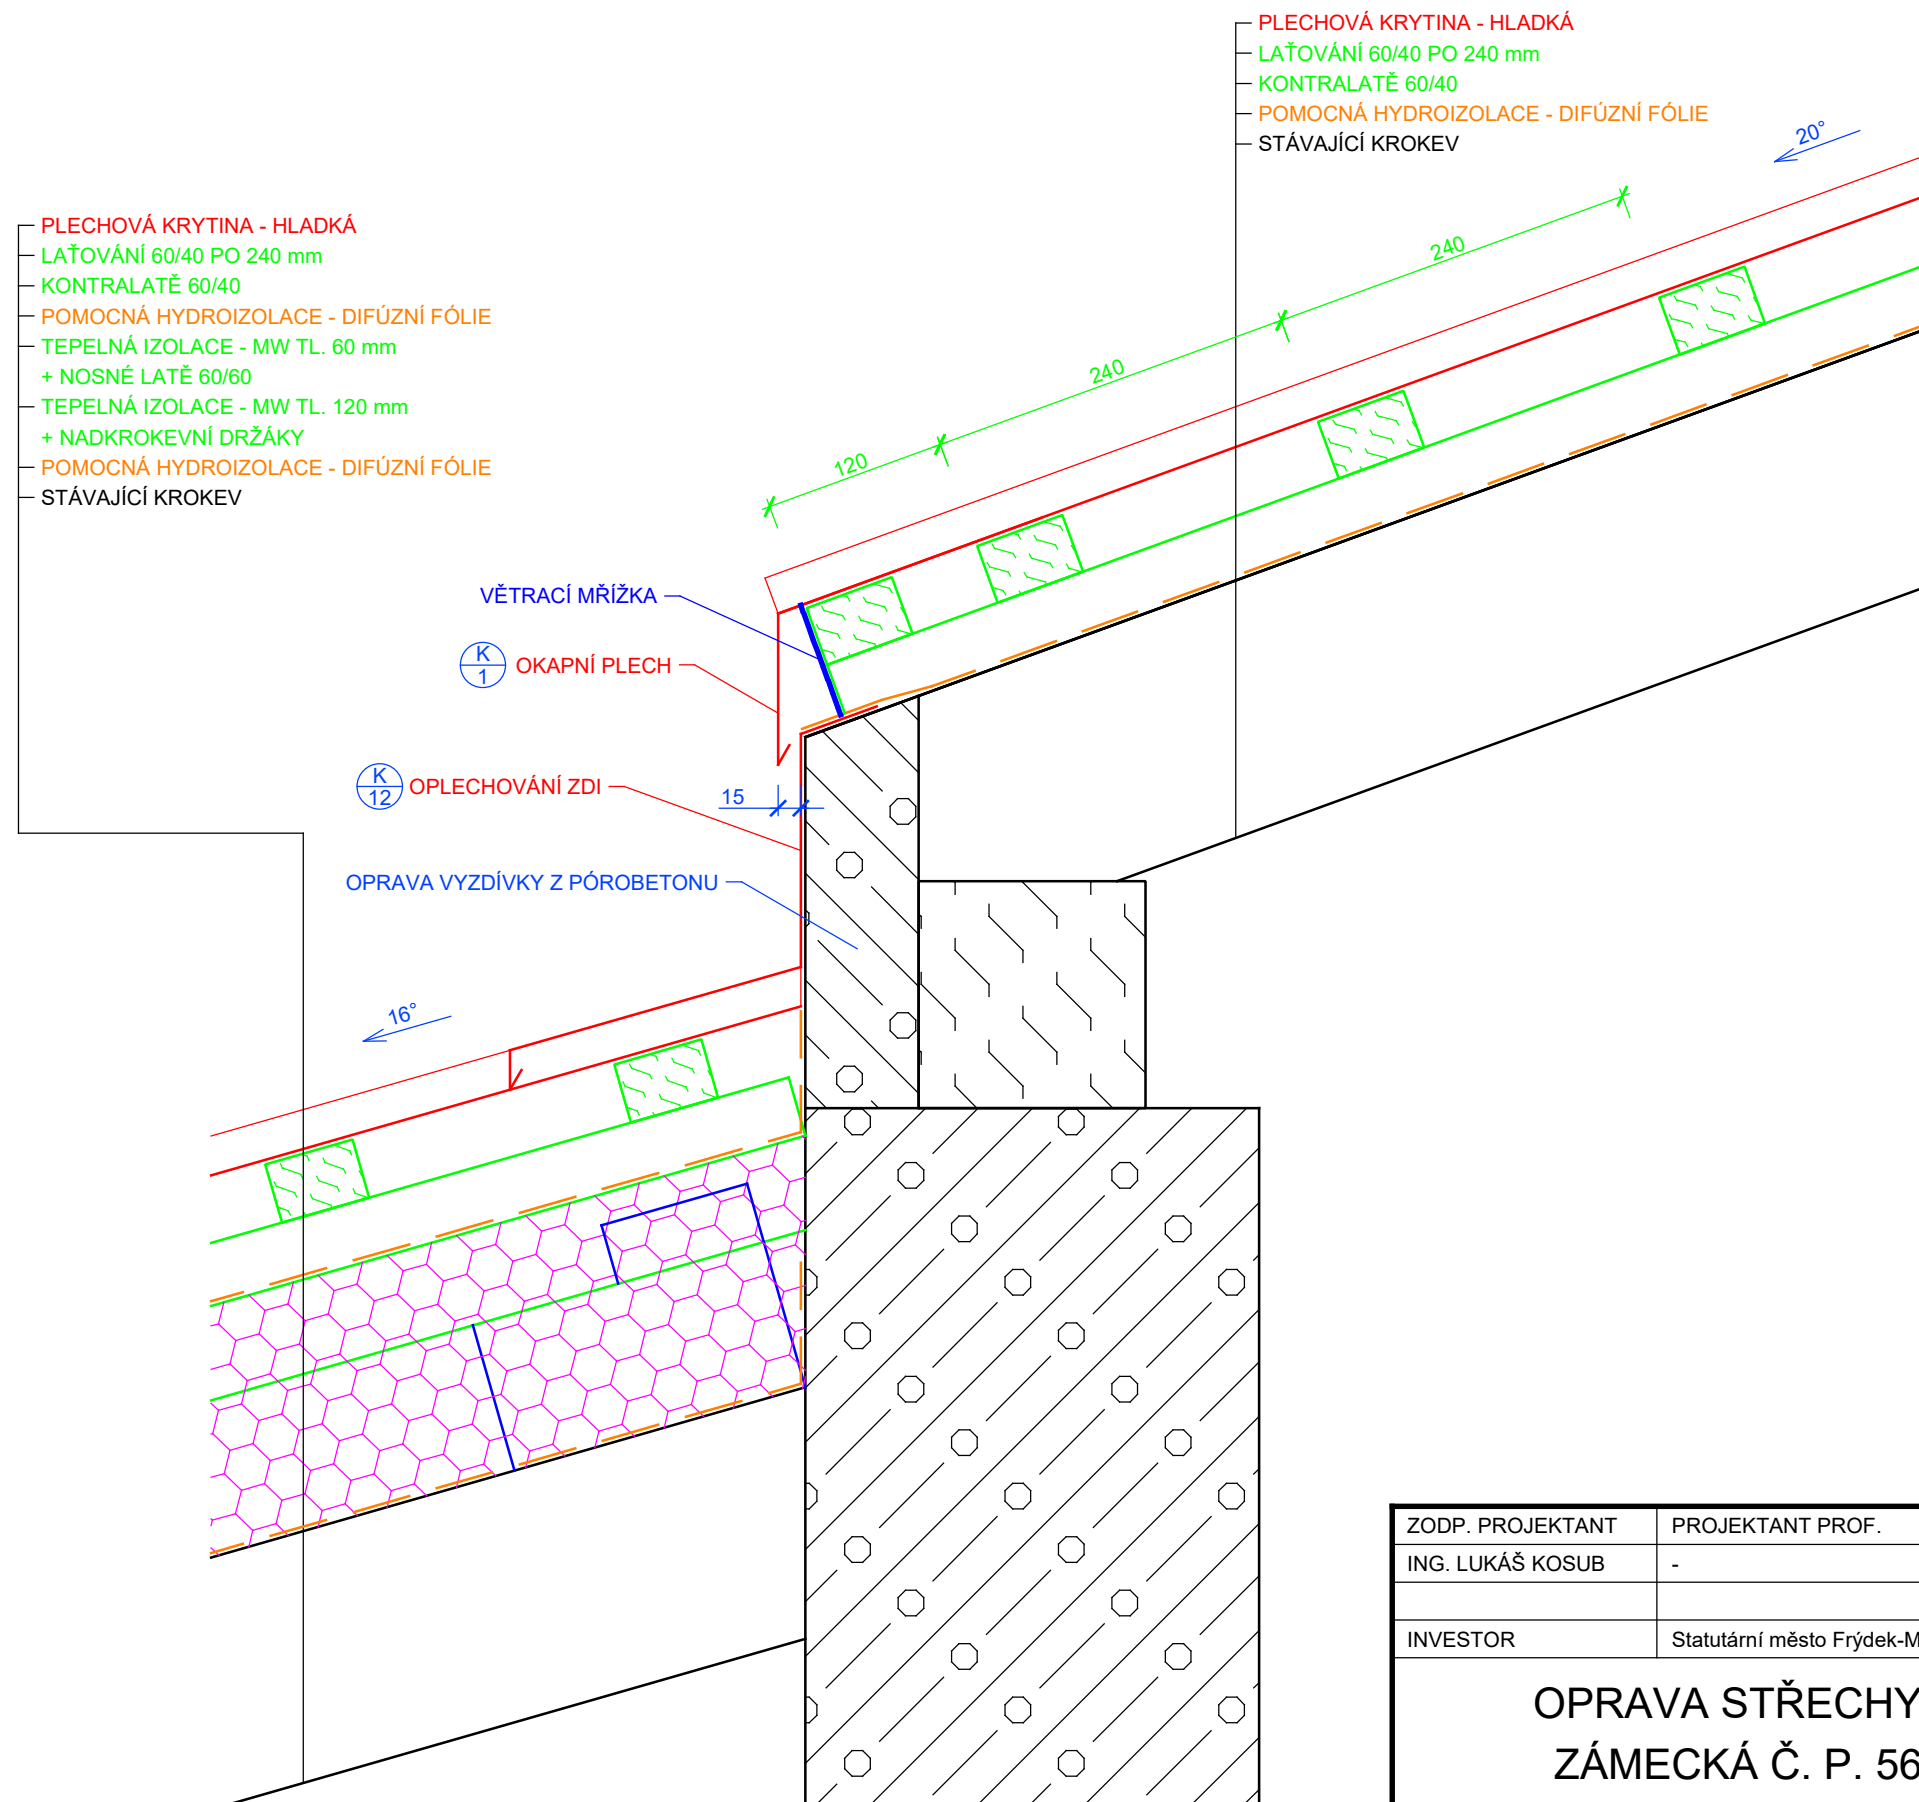 PLECHOVÁ KRYTINA - HLADKÁ
LAŤOVÁNÍ 60/40 PO 240 mm
KONTRALATĚ 60/40
POMOCNÁ HYDROIZOLACE - DIFÚZNÍ FÓLIE
STÁVAJÍCÍ KROKEV
20°
PLECHOVÁ KRYTINA - HLADKÁ
LAŤOVÁNÍ 60/40 PO 240 mm
KONTRALATĚ 60/40
POMOCNÁ HYDROIZOLACE - DIFÚZNÍ FÓLIE
TEPELNÁ IZOLACE - MW TL. 60 mm
+ NOSNÉ LATĚ 60/60
TEPELNÁ IZOLACE - MW TL. 120 mm
+ NADKROKEVNÍ DRŽÁKY
POMOCNÁ HYDROIZOLACE - DIFÚZNÍ FÓLIE
STÁVAJÍCÍ KROKEV
240
240
120
VĚTRACÍ MŘÍŽKA
K
1
OKAPNÍ PLECH
K
12
OPLECHOVÁNÍ ZDI
15
OPRAVA VYZDÍVKY Z PÓROBETONU
16°
ZODP. PROJEKTANT
PROJEKTANT PROF.
ING. LUKÁŠ KOSUB
-
INVESTOR
Statutární město Frýdek-M
OPRAVA STŘECHY
ZÁMECKÁ Č. P. 56